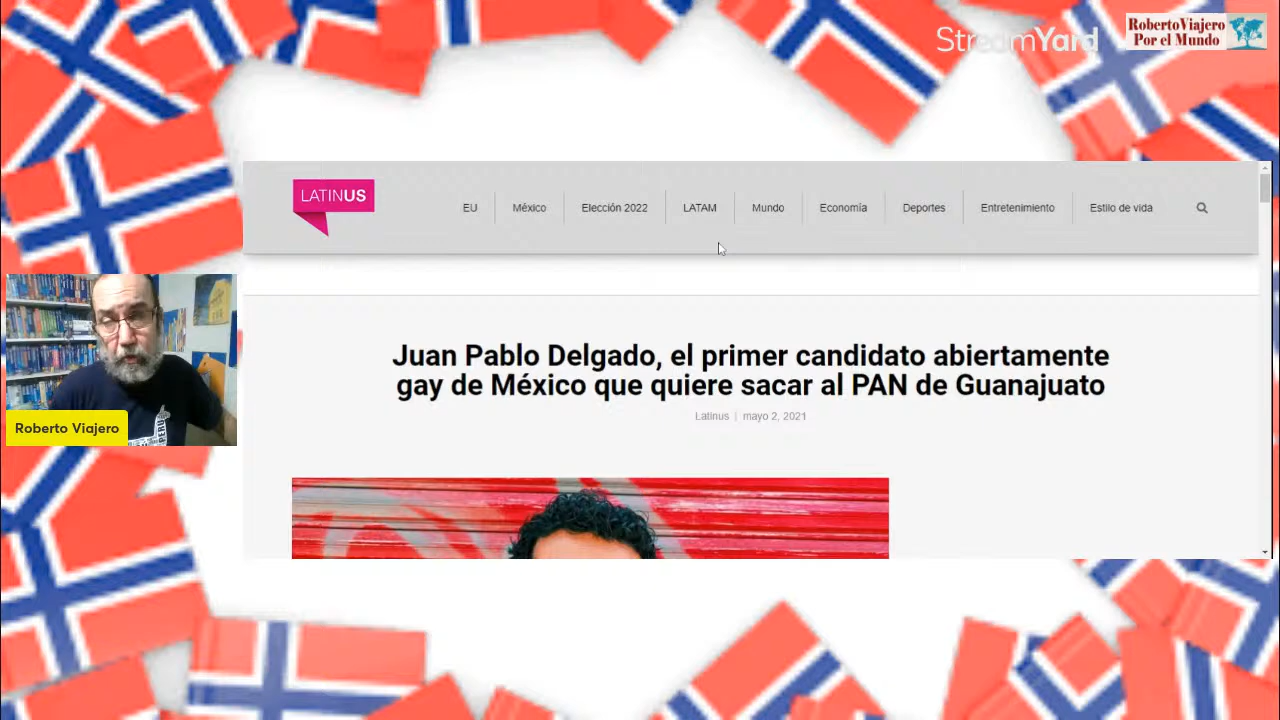 StreamYard
RobertoViajero
Por el Mundo
LATINUS
EU
México
Elección 2022
LATAM
Mundo
Economía
Deportes
Entretenimiento
Estilo de vida
Juan Pablo Delgado, el primer candidato abiertamente
gay de México que quiere sacar al PAN de Guanajuato
Latinus | mayo 2, 2021
Roberto Viajero
PERU